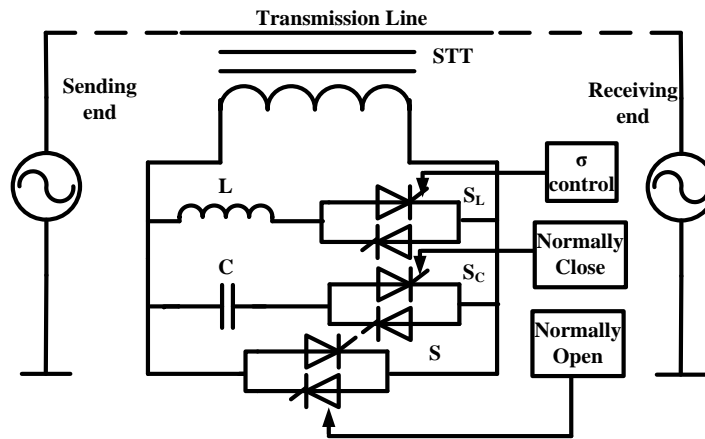 Transmission Line
STT
Sending
end
Receiving
end
σ
control
L
S_L
Normally
Close
C
S_C
Normally
Open
S